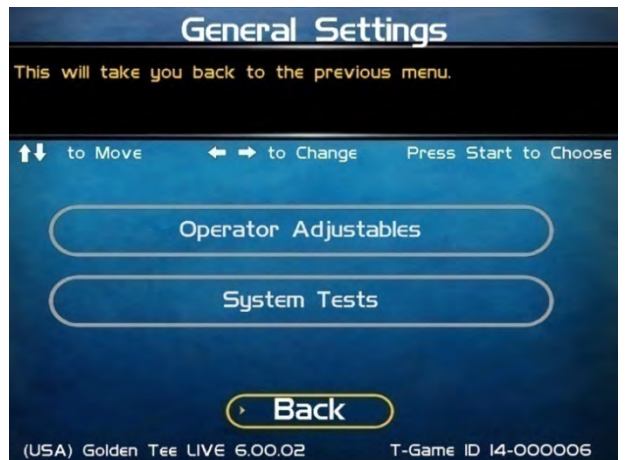 General Settings
This will take you back to the previous menu.
to Move to Change Press Start to Choose
Operator Adjustables
System Tests
Back
(USA) Golden Tee LIVE 6.00.02 T-Game ID 14-000006